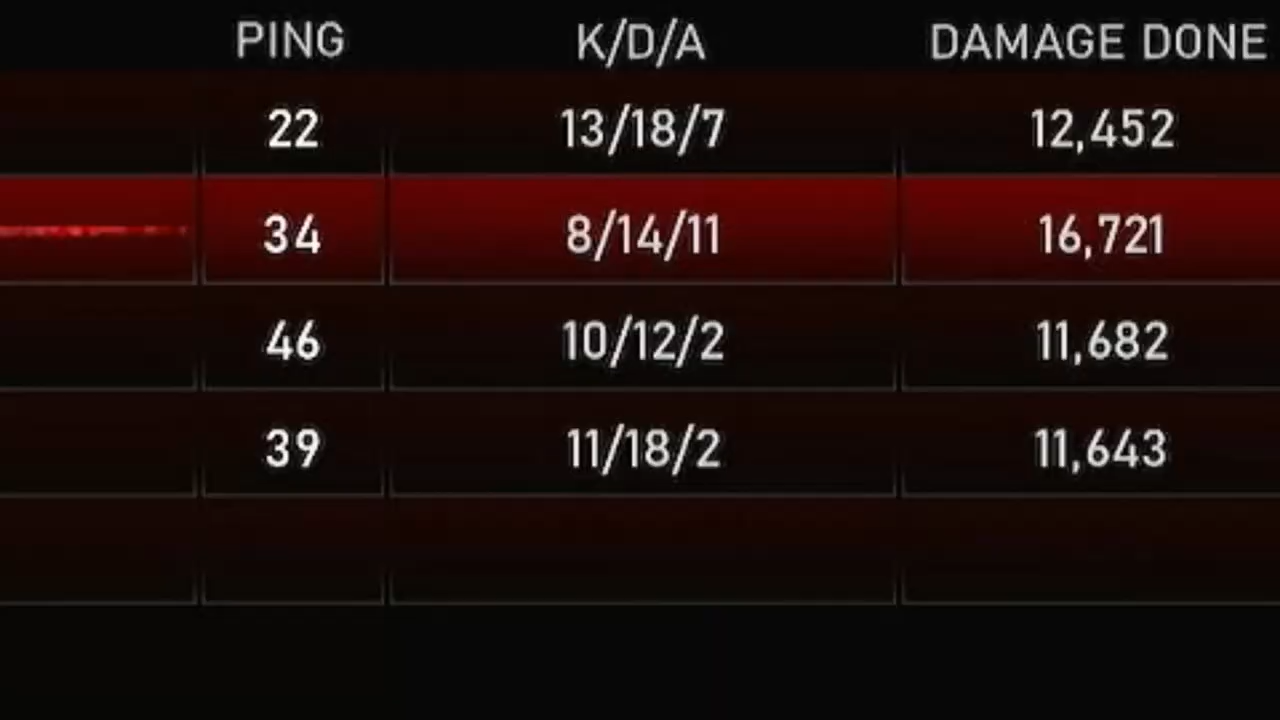 PING K/D/A DAMAGE DONE
22 13/18/7 12,452
34 8/14/11 16,721
46 10/12/2 11,682
39 11/18/2 11,643